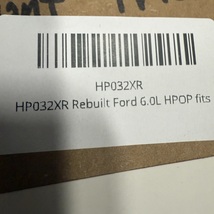 HP032XR
HP032XR Rebuilt Ford 6.0L HPOP fits